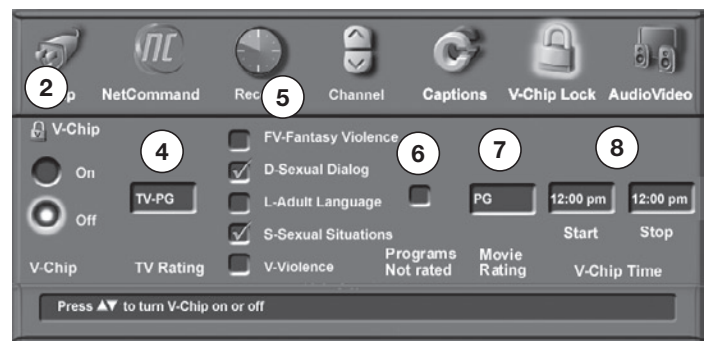 2
NetCommand
Rec
5
Channel
Captions
V-Chip Lock
AudioVideo
V-Chip
On
Off
V-Chip
4
TV-PG
TV Rating
FV-Fantasy Violence
D-Sexual Dialog
L-Adult Language
S-Sexual Situations
V-Violence
6
Programs
Not rated
7
PG
Movie
Rating
8
12:00 pm
12:00 pm
Start
Stop
V-Chip Time
Press ▲▼ to turn V-Chip on or off